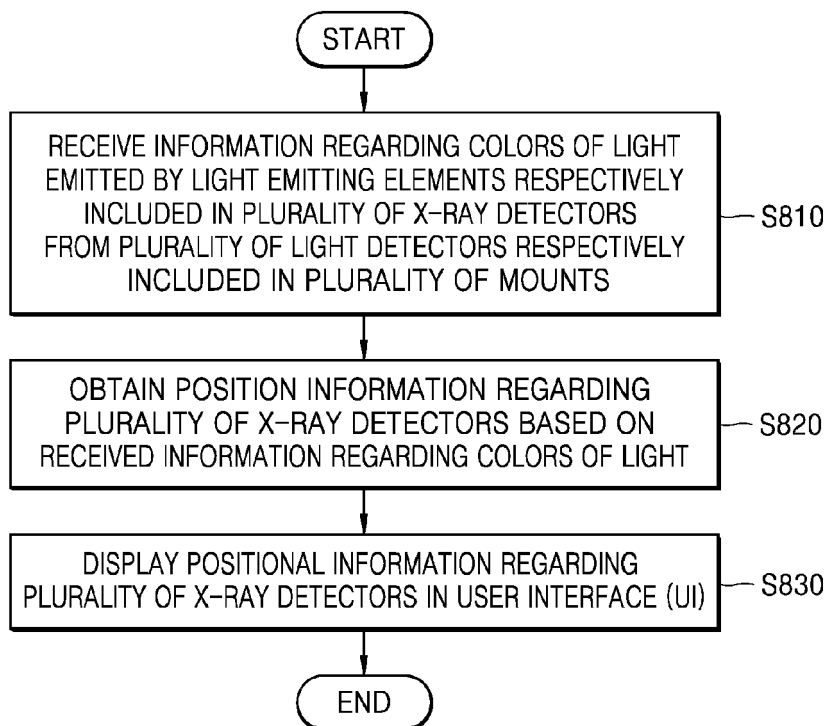 START
RECEIVE INFORMATION REGARDING COLORS OF LIGHT
EMITTED BY LIGHT EMITTING ELEMENTS RESPECTIVELY
INCLUDED IN PLURALITY OF X-RAY DETECTORS
FROM PLURALITY OF LIGHT DETECTORS RESPECTIVELY
INCLUDED IN PLURALITY OF MOUNTS
S810
OBTAIN POSITION INFORMATION REGARDING
PLURALITY OF X-RAY DETECTORS BASED ON
RECEIVED INFORMATION REGARDING COLORS OF LIGHT
S820
DISPLAY POSITIONAL INFORMATION REGARDING
PLURALITY OF X-RAY DETECTORS IN USER INTERFACE (UI)
S830
END